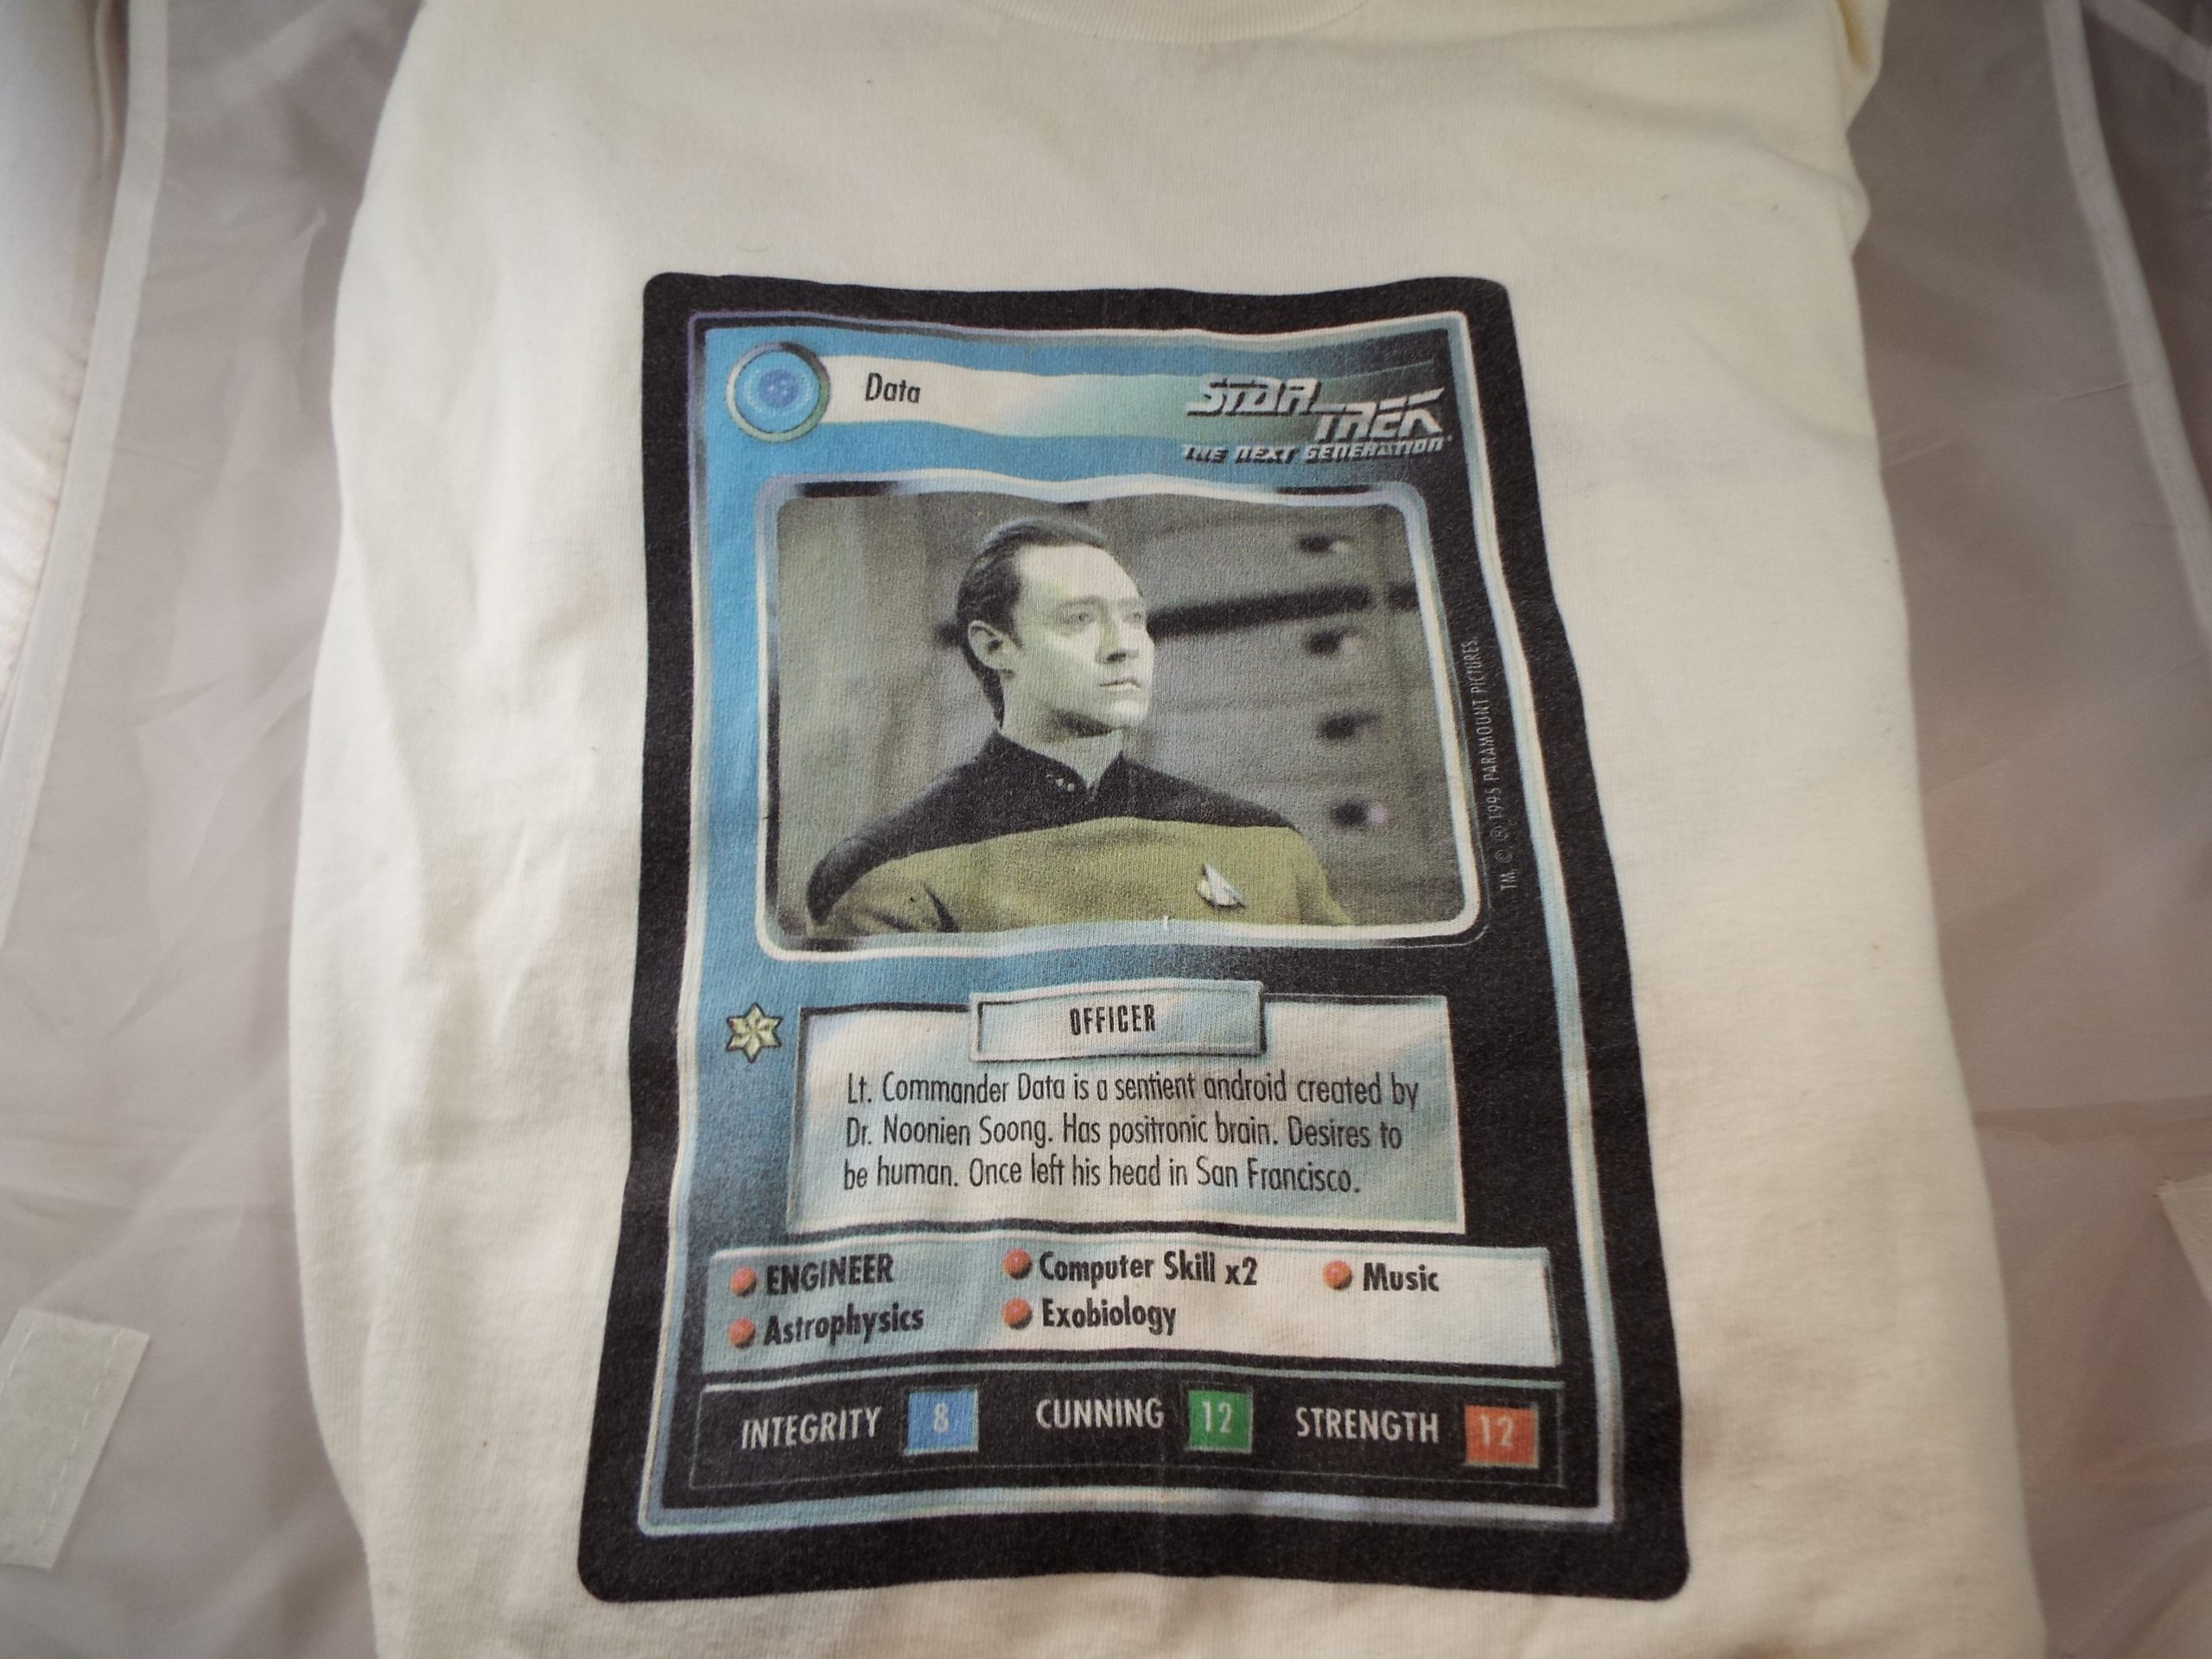 Data
STAR TREK
THE NEXT GENERATION
TM, ©, ® 1995 PARAMOUNT PICTURES.
OFFICER
Lt. Commander Data is a sentient android created by
Dr. Noonien Soong. Has positronic brain. Desires to
be human. Once left his head in San Francisco.
ENGINEER Computer Skill x2 Music
Astrophysics Exobiology
INTEGRITY 8 CUNNING 12 STRENGTH 12